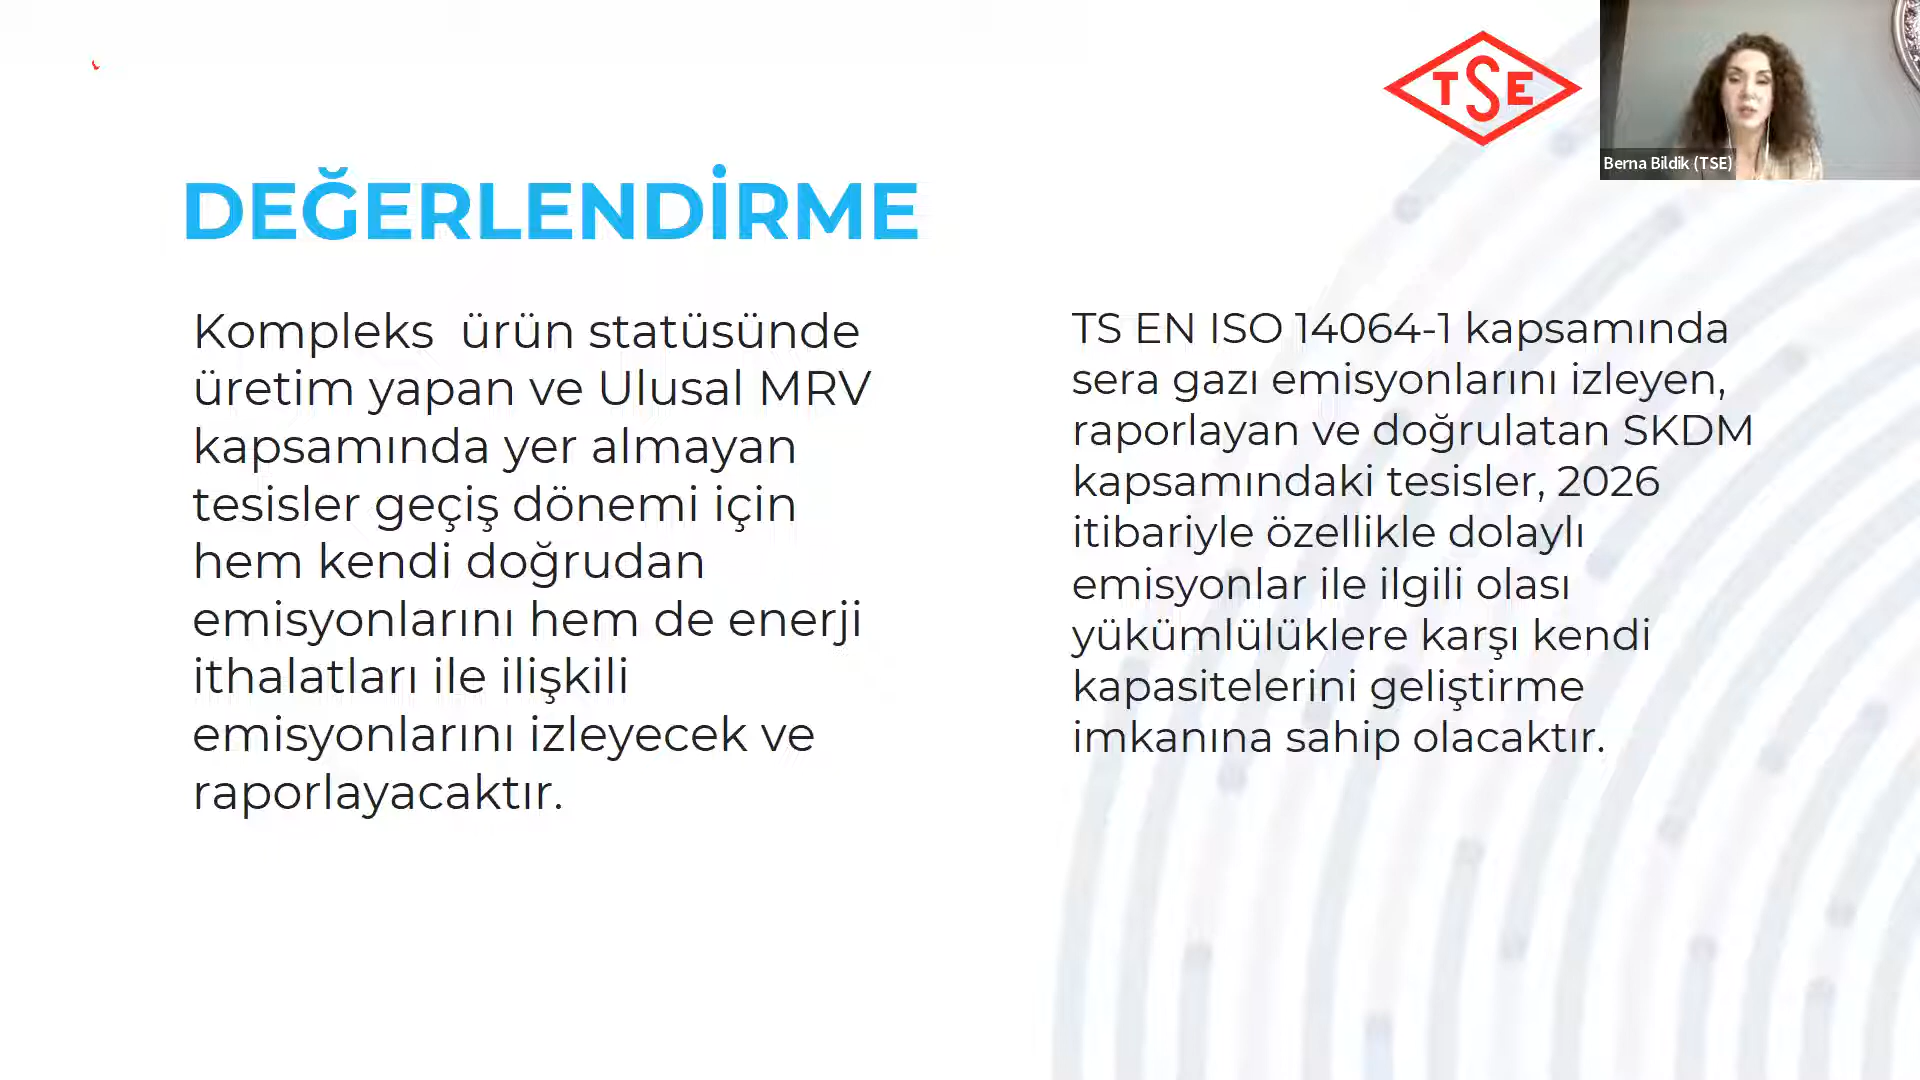 TSE
Berna Bildik (TSE)
DEĞERLENDİRME
Kompleks  ürün statüsünde
üretim yapan ve Ulusal MRV
kapsamında yer almayan
tesisler geçiş dönemi için
hem kendi doğrudan
emisyonlarını hem de enerji
ithalatları ile ilişkili
emisyonlarını izleyecek ve
raporlayacaktır.
TS EN ISO 14064-1 kapsamında
sera gazı emisyonlarını izleyen,
raporlayan ve doğrulatan SKDM
kapsamındaki tesisler, 2026
itibariyle özellikle dolaylı
emisyonlar ile ilgili olası
yükümlülüklere karşı kendi
kapasitelerini geliştirme
imkanına sahip olacaktır.